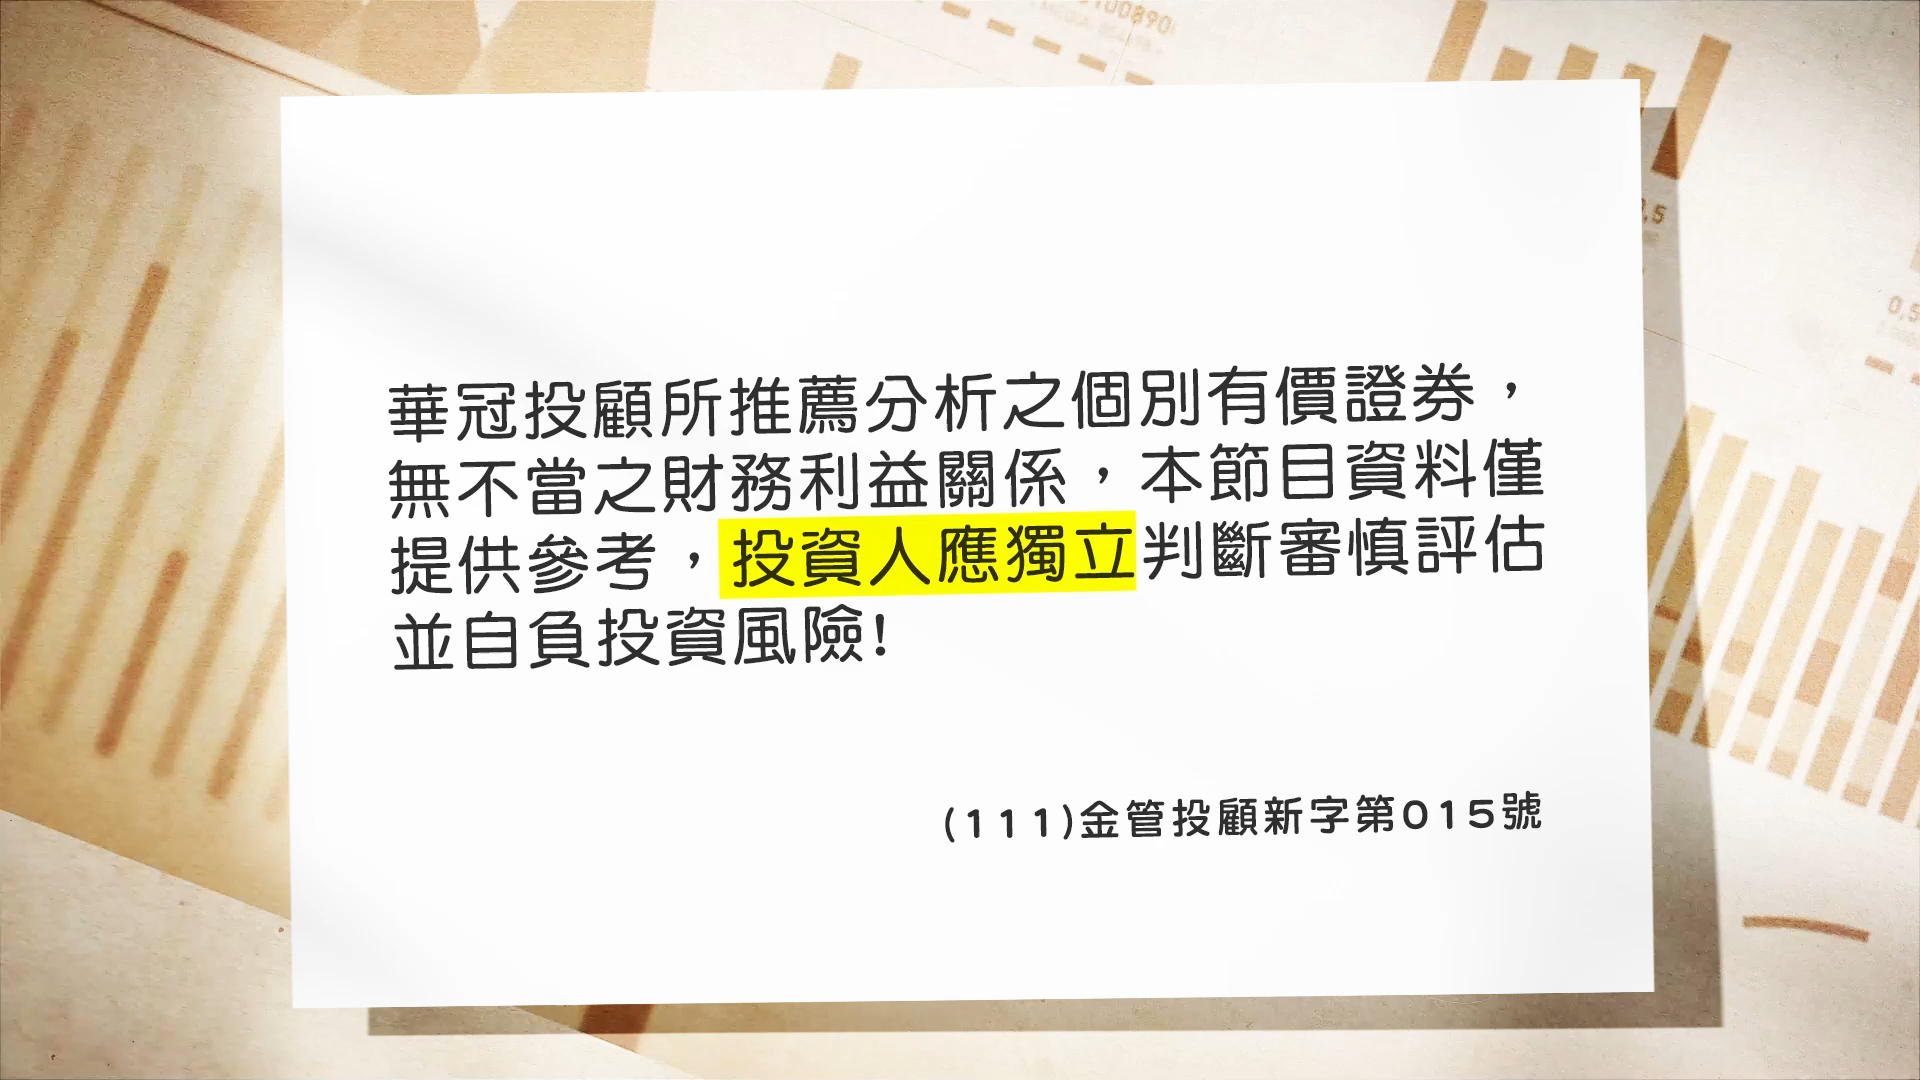 華冠投顧所推薦分析之個別有價證券，
無不當之財務利益關係，本節目資料僅
提供參考，投資人應獨立判斷審慎評估
並自負投資風險!
(111)金管投顧新字第015號
00890
0,5